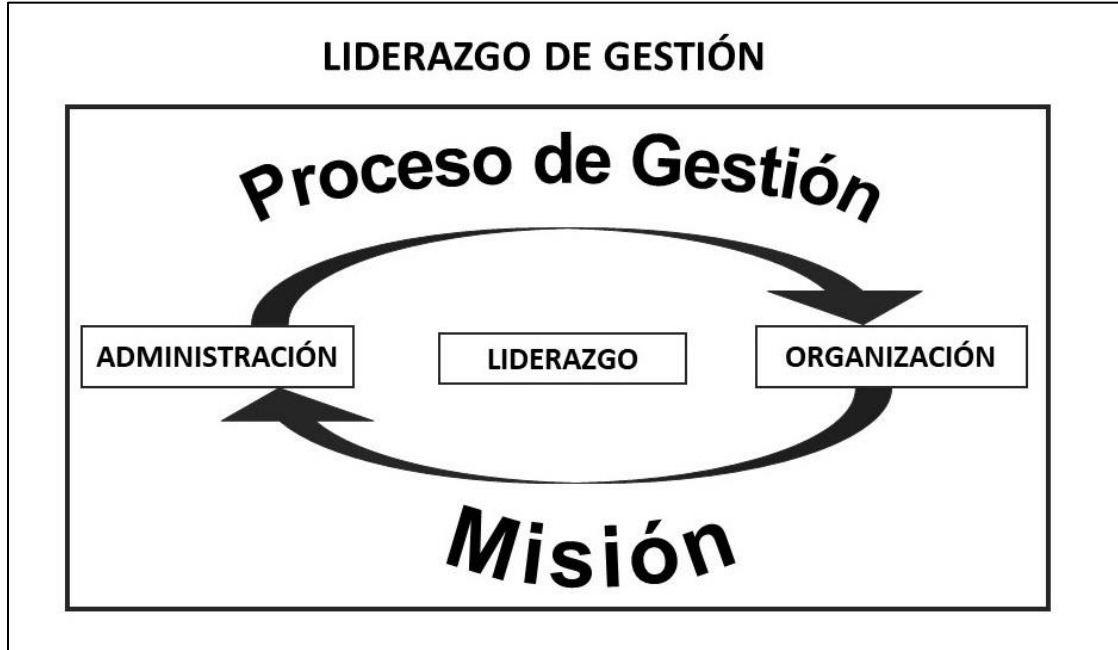 LIDERAZGO DE GESTIÓN
Proceso de Gestión
ADMINISTRACIÓN
LIDERAZGO
ORGANIZACIÓN
Misión